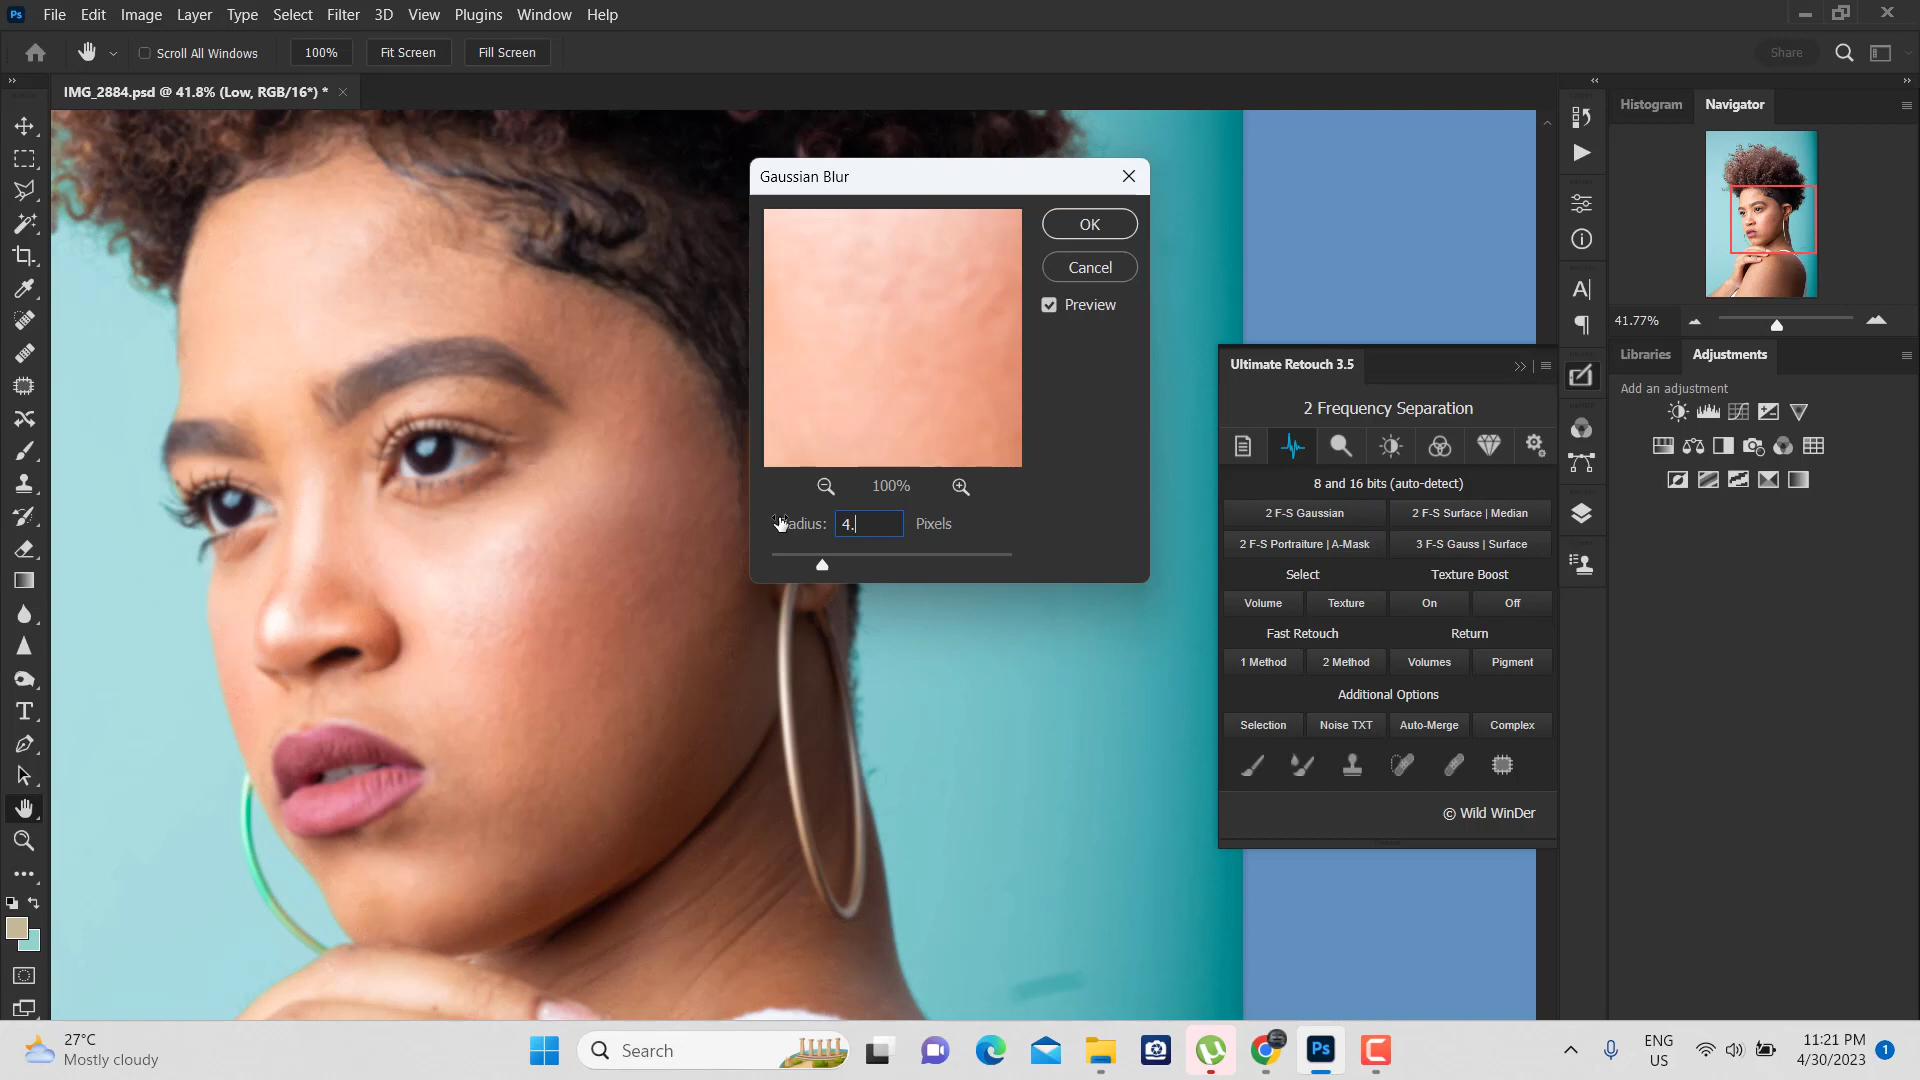 Ps File Edit Image Layer Type Select Filter 3D View Plugins Window Help
Scroll All Windows 100% Fit Screen Fill Screen Share
IMG_2884.psd @ 41.8% (Low, RGB/16*) *
Histogram Navigator
41.77%
Libraries Adjustments
Add an adjustment
Gaussian Blur
OK
Cancel
Preview
100%
Radius: 4. Pixels
Ultimate Retouch 3.5
2 Frequency Separation
8 and 16 bits (auto-detect)
2 F-S Gaussian 2 F-S Surface | Median
2 F-S Portraiture | A-Mask 3 F-S Gauss | Surface
Select Texture Boost
Volume Texture On Off
Fast Retouch Return
1 Method 2 Method Volumes Pigment
Additional Options
Selection Noise TXT Auto-Merge Complex
© Wild WinDer
27°C
Mostly cloudy
Search
Ps
ENG
US
11:21 PM
4/30/2023
1